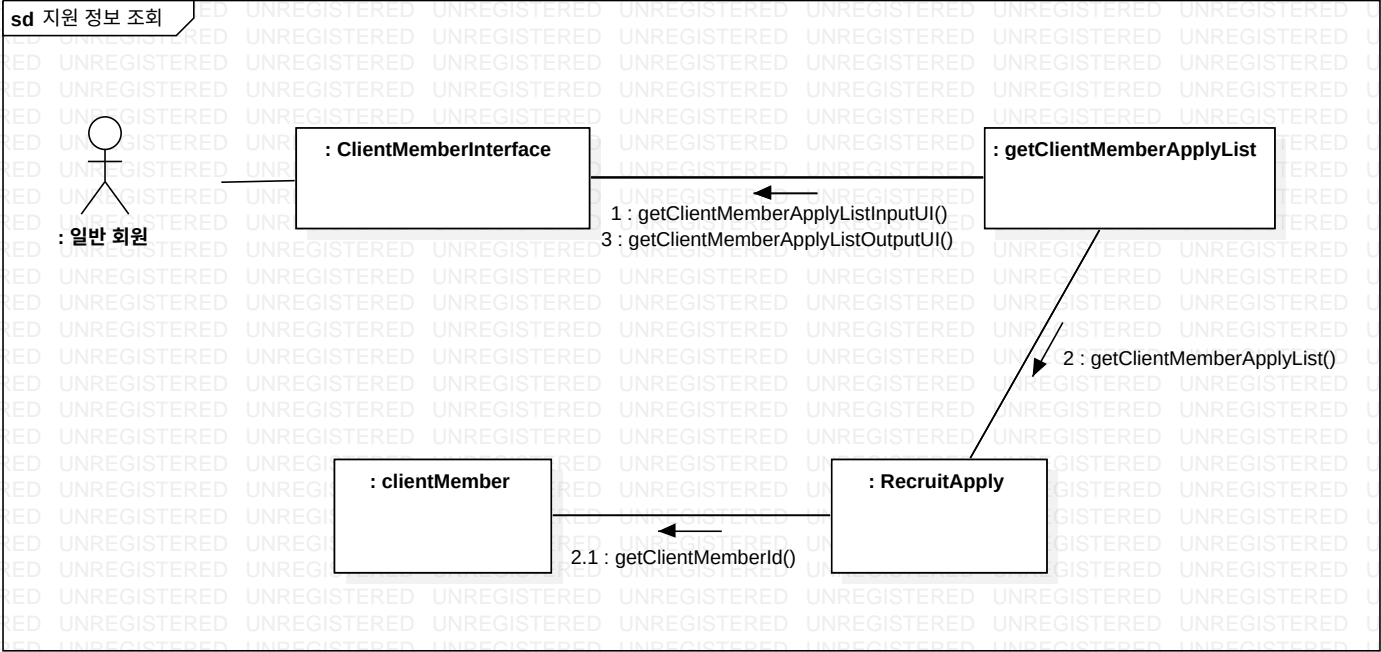 sd 지원 정보 조회
: 일반 회원
: ClientMemberInterface
: getClientMemberApplyList
1 : getClientMemberApplyListInputUI()
3 : getClientMemberApplyListOutputUI()
2 : getClientMemberApplyList()
: clientMember
: RecruitApply
2.1 : getClientMemberId()
UNREGISTERED